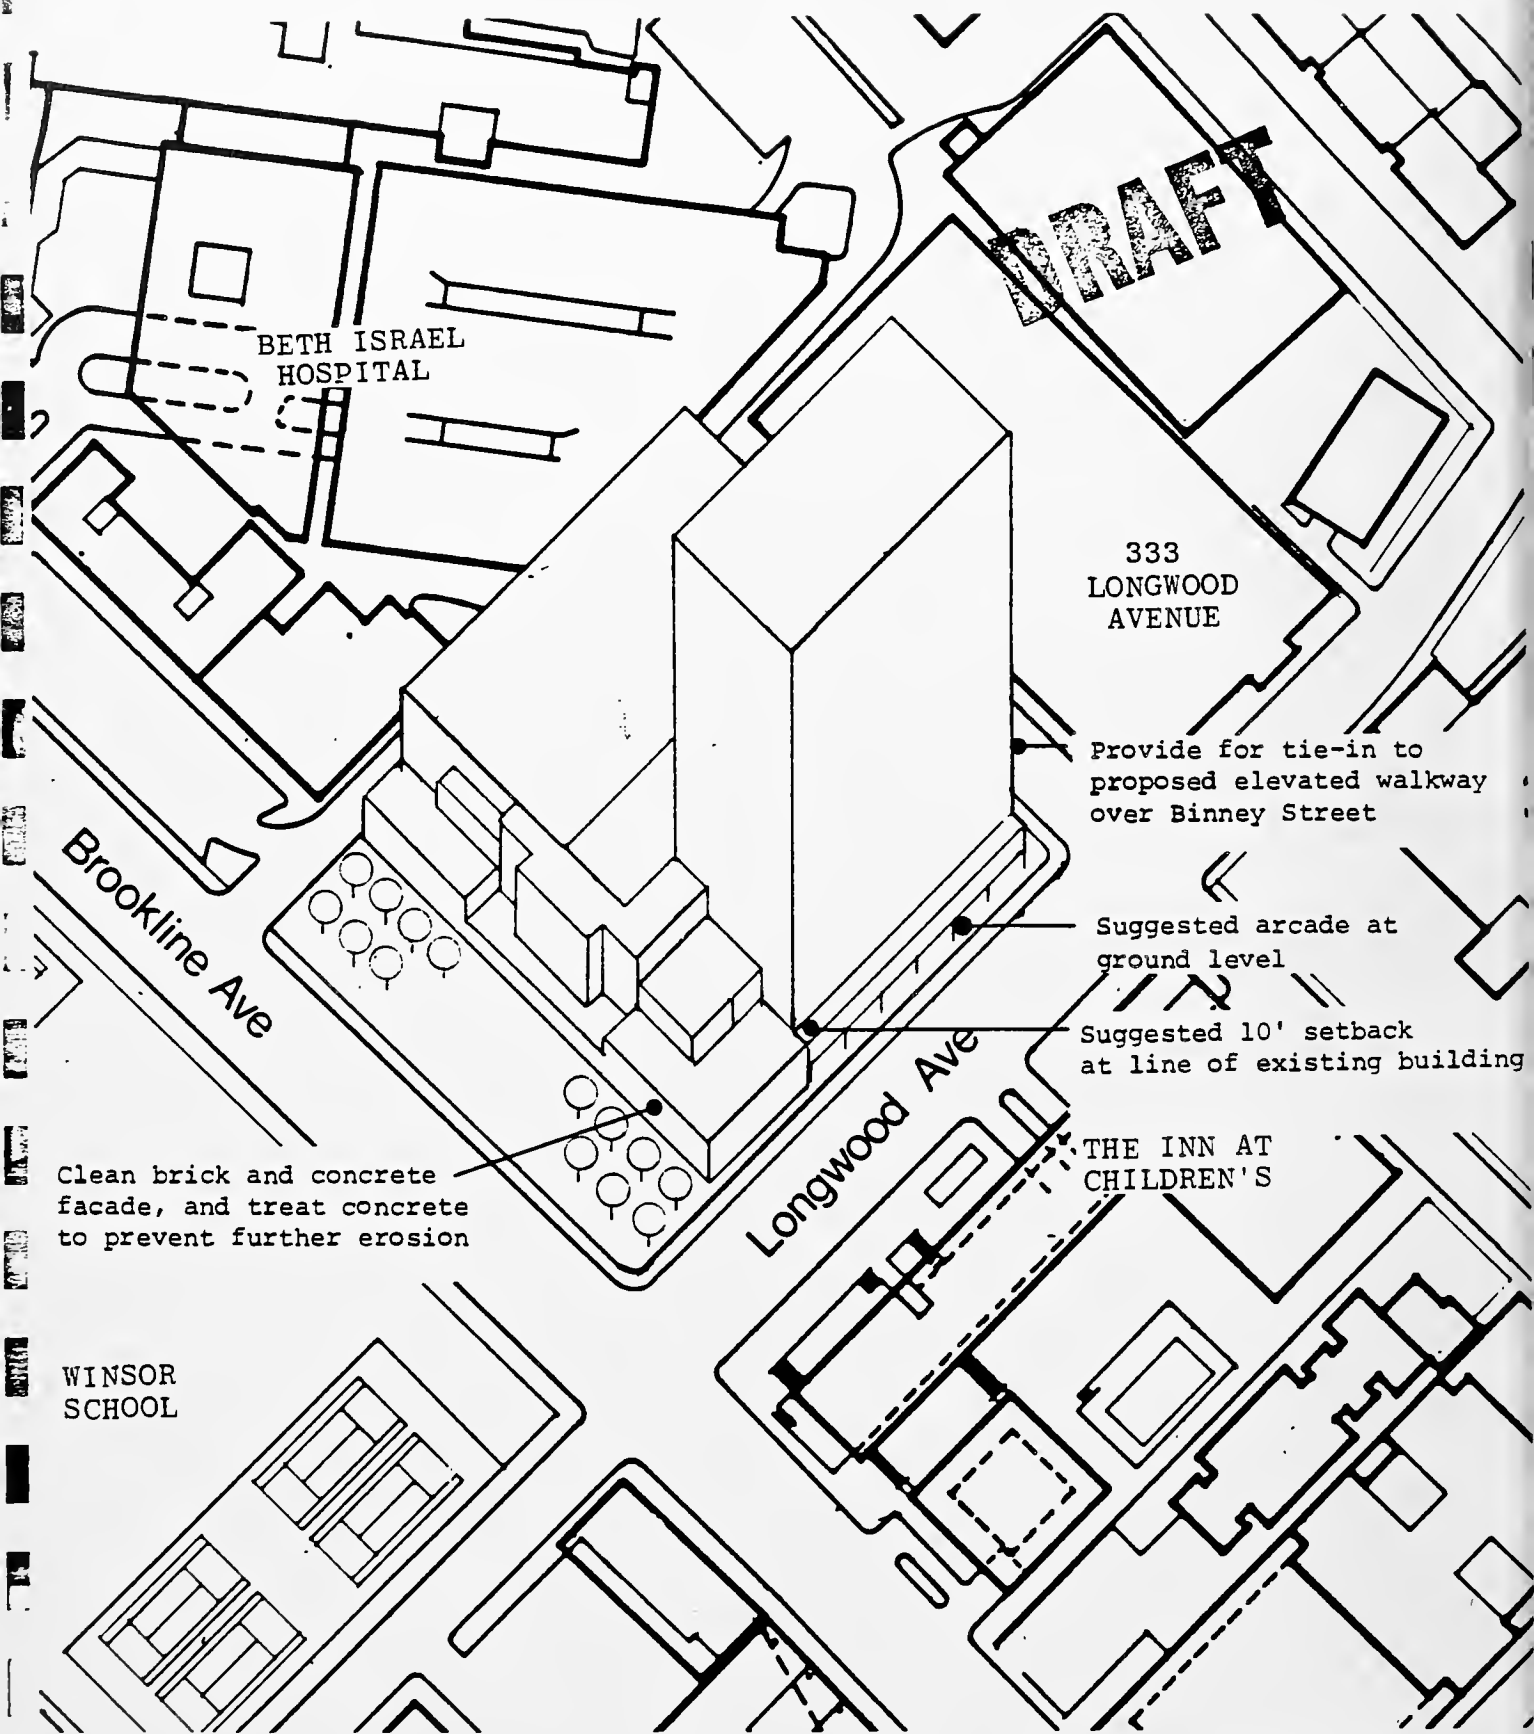 DRAFT
BETH ISRAEL
HOSPITAL
333
LONGWOOD
AVENUE
Provide for tie-in to
proposed elevated walkway
over Binney Street
Brookline Ave
Suggested arcade at
ground level
Suggested 10' setback
at line of existing building
Longwood Ave
THE INN AT
CHILDREN'S
Clean brick and concrete
facade, and treat concrete
to prevent further erosion
WINSOR
SCHOOL